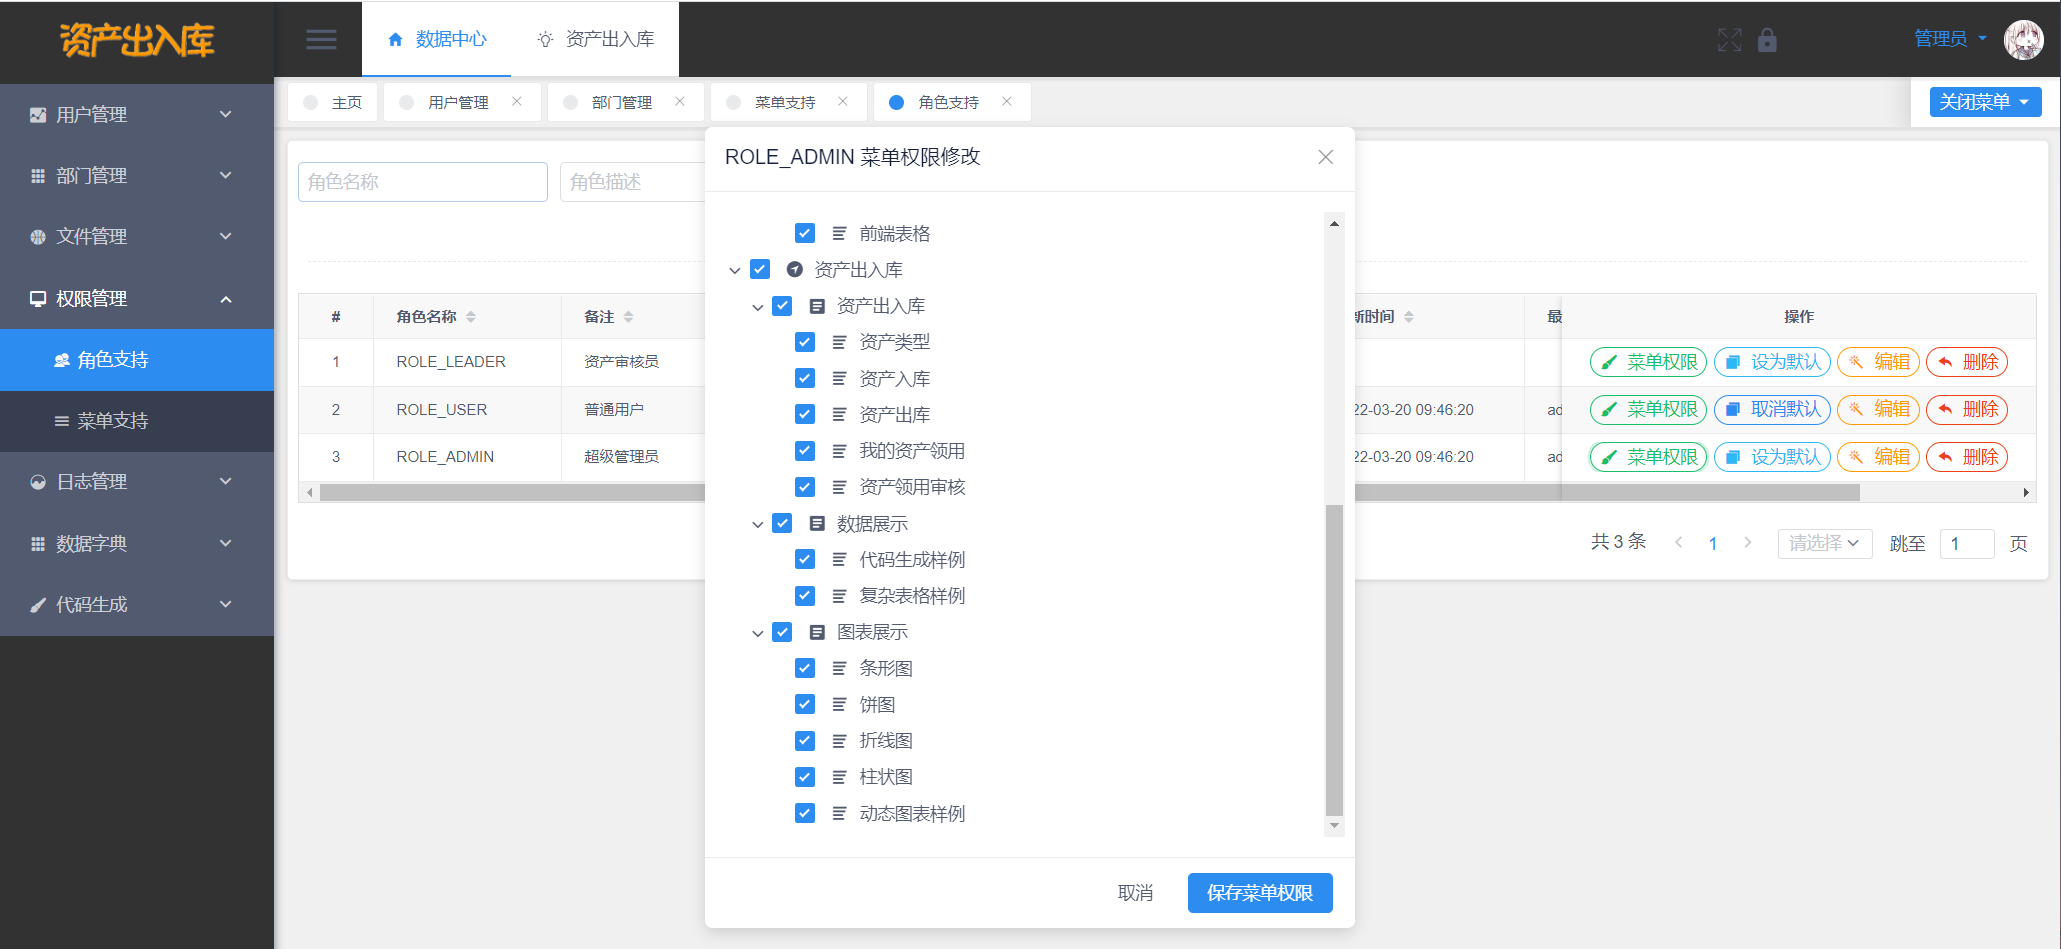 资产出入库
数据中心
资产出入库
管理员
用户管理
部门管理
文件管理
权限管理
角色支持
菜单支持
日志管理
数据字典
代码生成
主页
用户管理
部门管理
菜单支持
角色支持
关闭菜单
角色名称
角色描述
# 角色名称 备注 新时间 最 操作
1 ROLE_LEADER 资产审核员 菜单权限 设为默认 编辑 删除
2 ROLE_USER 普通用户 22-03-20 09:46:20 ad 菜单权限 取消默认 编辑 删除
3 ROLE_ADMIN 超级管理员 22-03-20 09:46:20 ad 菜单权限 设为默认 编辑 删除
共 3 条 1 请选择 跳至 1 页
ROLE_ADMIN 菜单权限修改
前端表格
资产出入库
资产出入库
资产类型
资产入库
资产出库
我的资产领用
资产领用审核
数据展示
代码生成样例
复杂表格样例
图表展示
条形图
饼图
折线图
柱状图
动态图表样例
取消
保存菜单权限